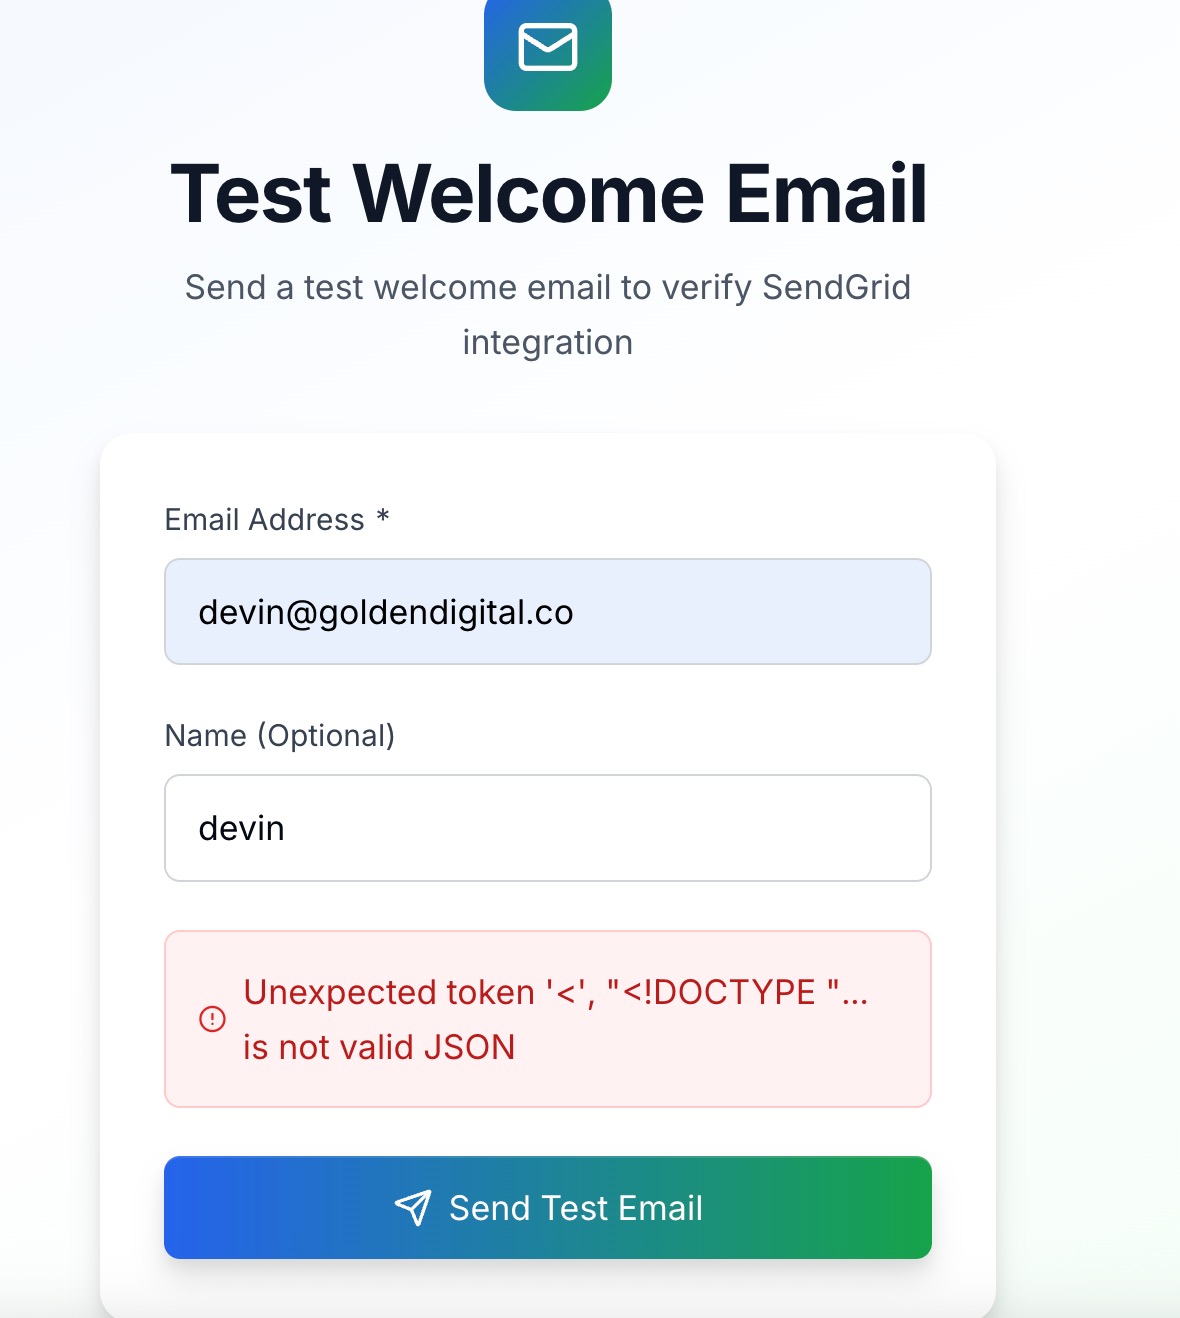 Test Welcome Email
Send a test welcome email to verify SendGrid
integration
Email Address *
devin@goldendigital.co
Name (Optional)
devin
Unexpected token '<', "<!DOCTYPE "...
is not valid JSON
Send Test Email